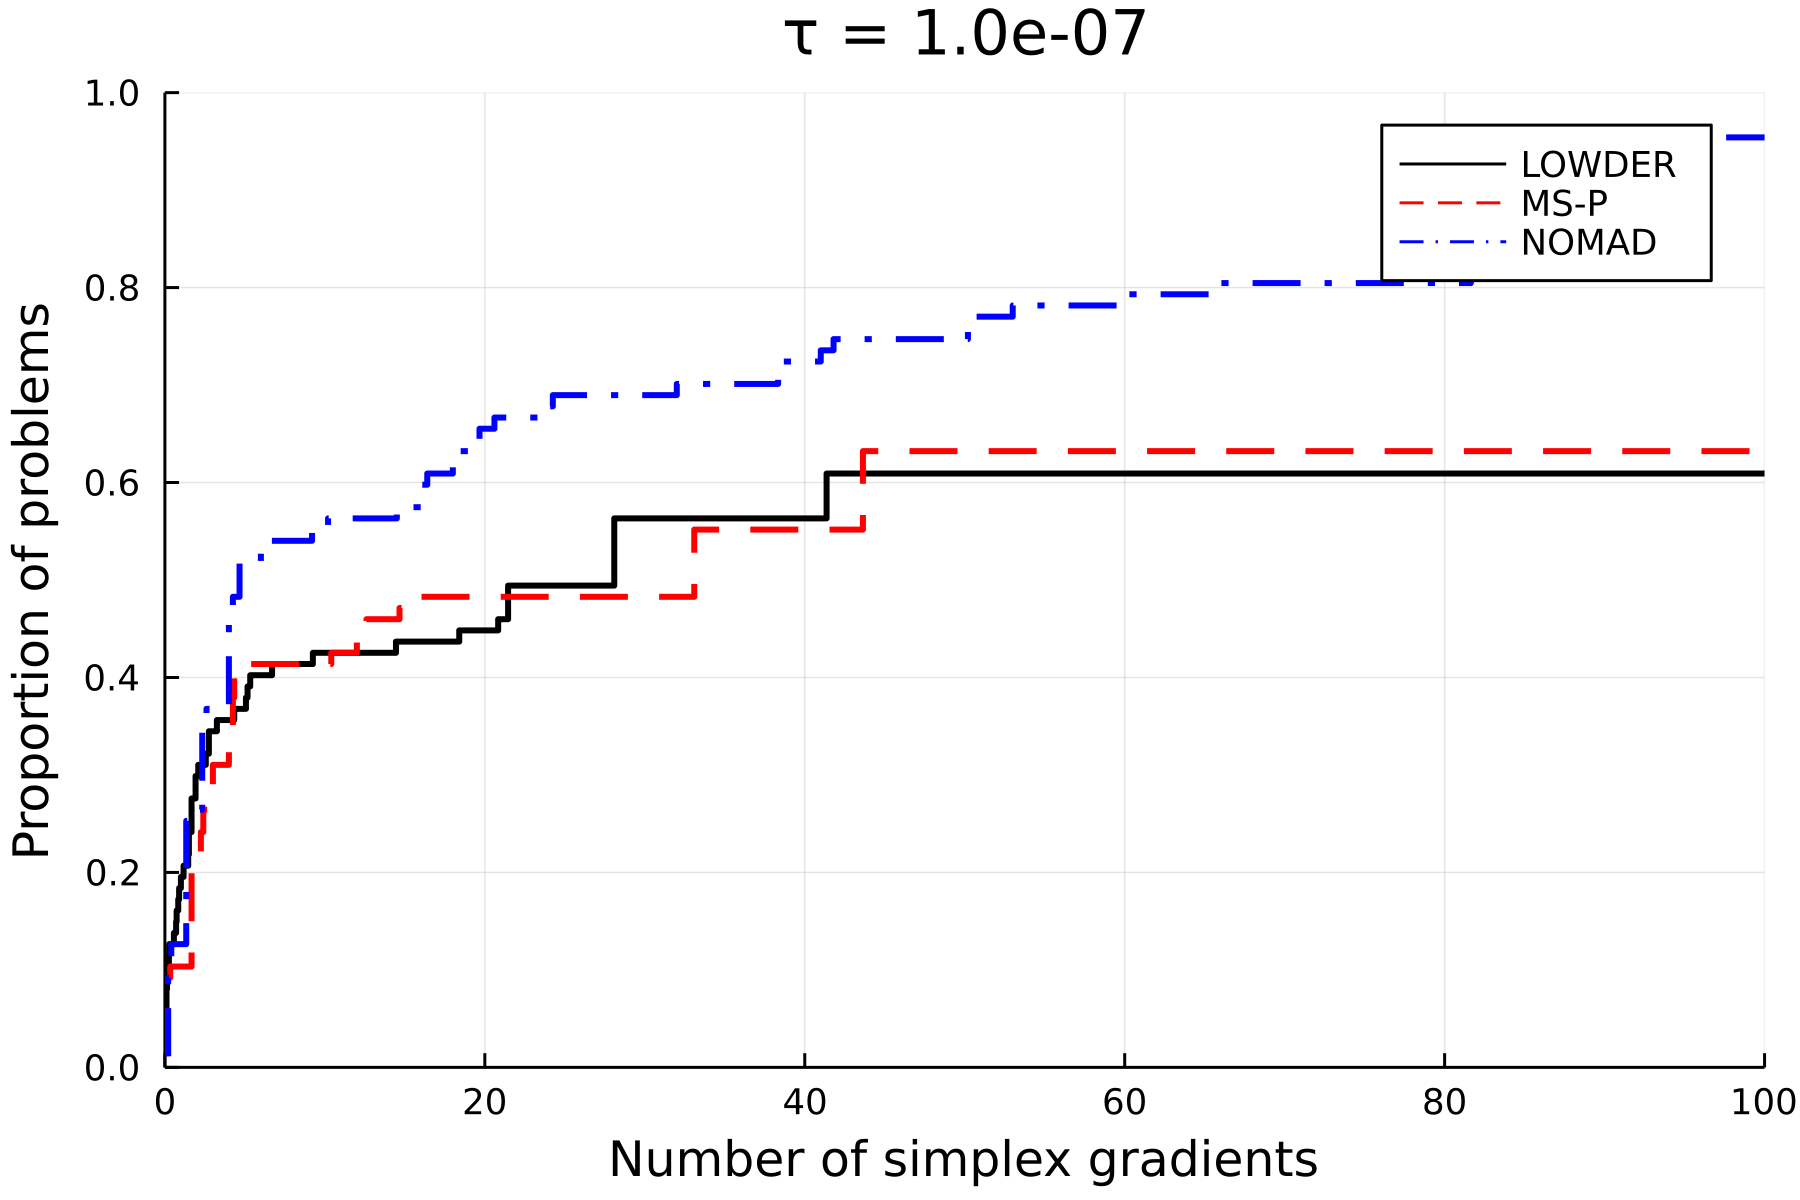 τ = 1.0e-07
1.0
0.8
0.6
0.4
0.2
0.0
Proportion of problems
LOWDER
MS-P
NOMAD
0 20 40 60 80 100
Number of simplex gradients